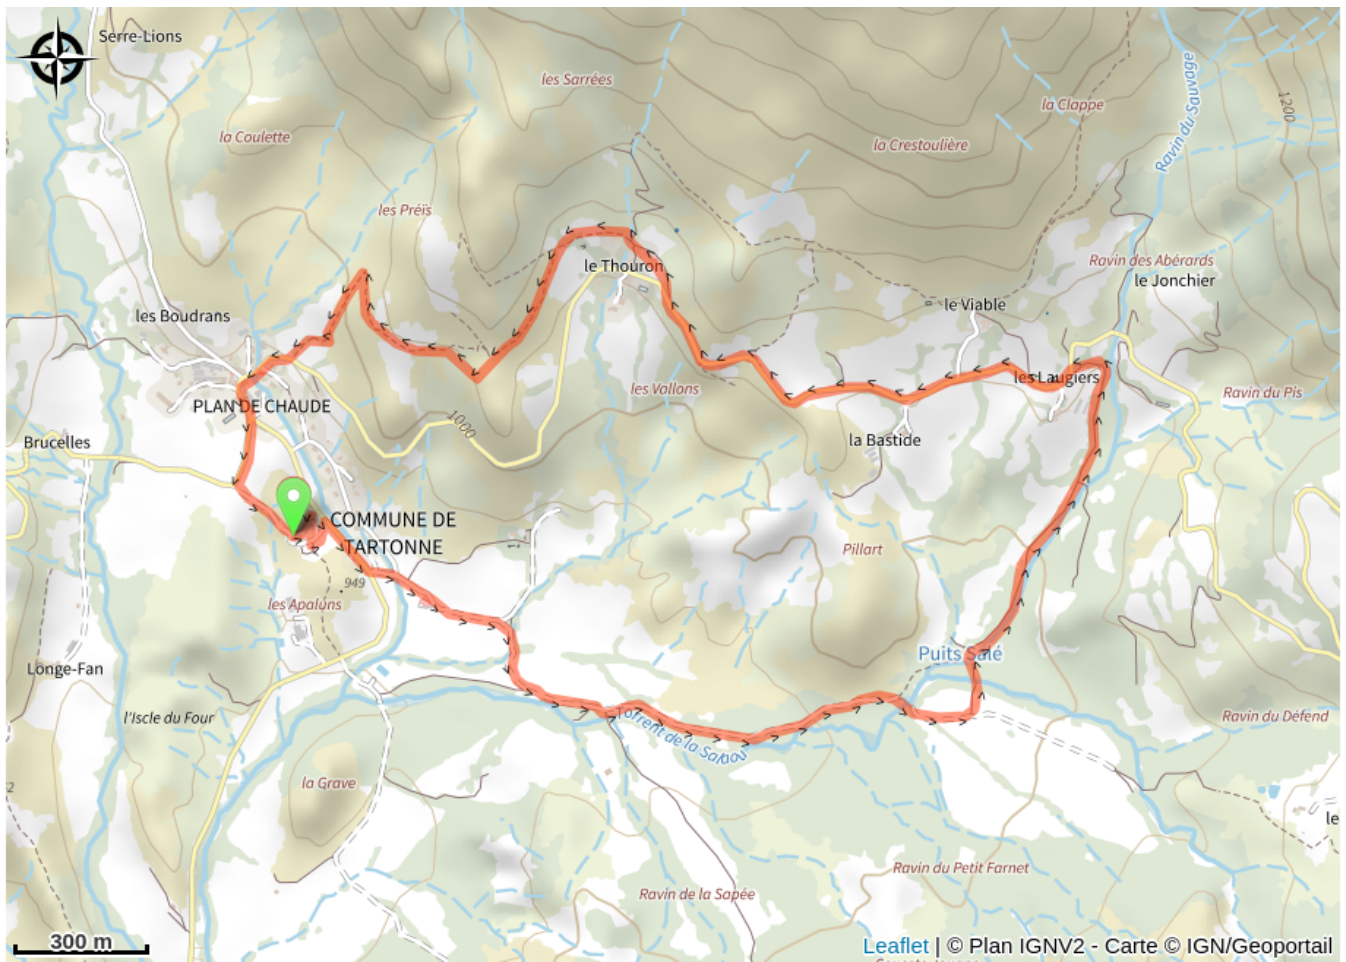 Serre-Lions
les Sarrées
la Clappe
1200
Ravin du Sauvage
la Coulette
la Crestoulière
les Préïs
le Thouron
Ravin des Abérards
le Jonchier
les Boudrans
le Viable
les Laugiers
les Vallons
Ravin du Pis
PLAN DE CHAUDE
1000
Brucelles
la Bastide
COMMUNE DE
TARTONNE
Pillart
949
les Apaluns
Puits Salé
Longe-Fan
l'Iscle du Four
Torrent de la Salaou
Ravin du Défend
la Grave
le
Ravin du Petit Farnet
Ravin de la Sapée
300 m
Leaflet | © Plan IGNV2 - Carte © IGN/Geoportail